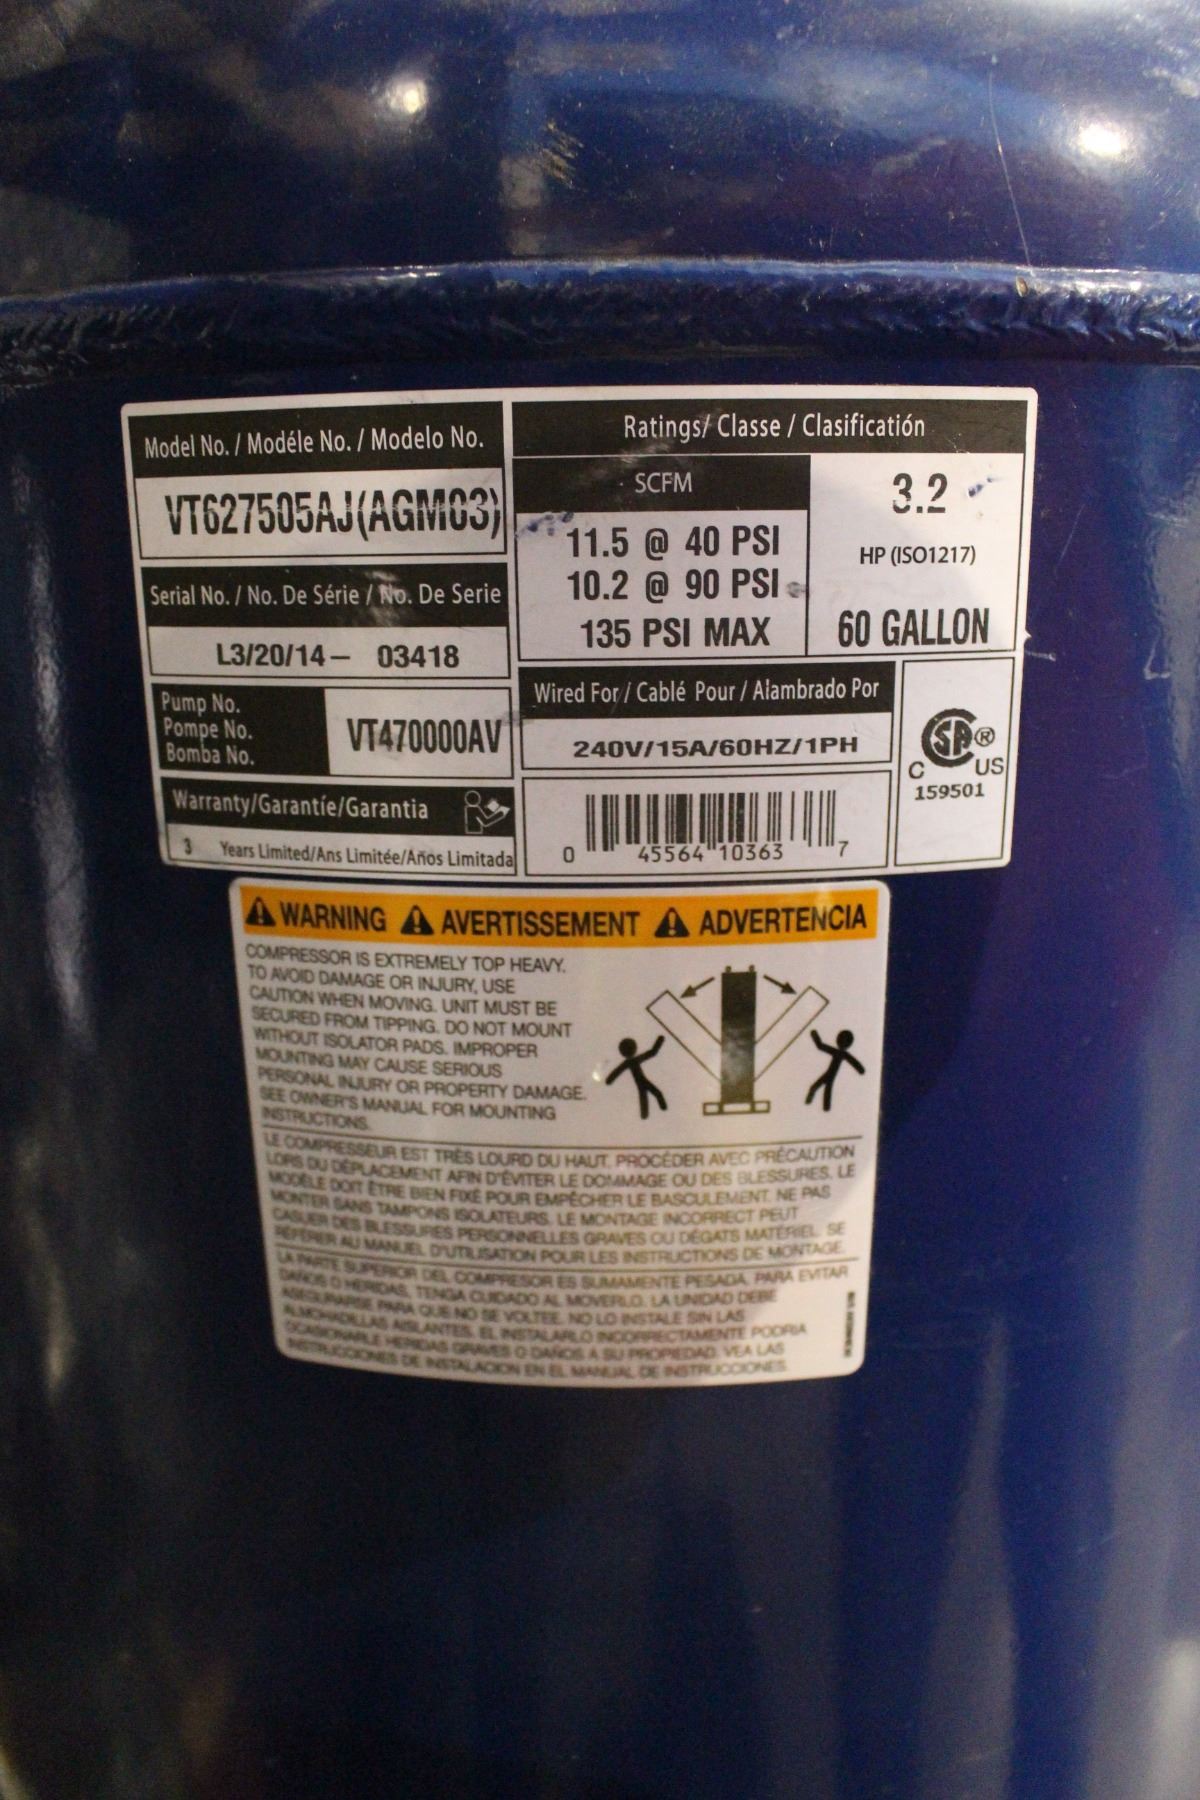 Model No. / Modéle No. / Modelo No.
VT627505AJ(AGMC3)
Serial No. / No. De Série / No. De Serie
L3/20/14 – 03418
Pump No.
Pompe No.
Bomba No.
VT470000AV
Warranty/Garantíe/Garantia
3 Years Limited/Ans Limitée/Años Limitada
Ratings/ Classe / Clasificatión
SCFM
11.5 @ 40 PSI
10.2 @ 90 PSI
135 PSI MAX
3.2
HP (ISO1217)
60 GALLON
Wired For / Cablé Pour / Alambrado Por
240V/15A/60HZ/1PH
0 45564 10363 7
SA ®
C US
159501
WARNING AVERTISSEMENT ADVERTENCIA
COMPRESSOR IS EXTREMELY TOP HEAVY.
TO AVOID DAMAGE OR INJURY, USE
CAUTION WHEN MOVING. UNIT MUST BE
SECURED FROM TIPPING. DO NOT MOUNT
WITHOUT ISOLATOR PADS. IMPROPER
MOUNTING MAY CAUSE SERIOUS
PERSONAL INJURY OR PROPERTY DAMAGE.
SEE OWNER'S MANUAL FOR MOUNTING
INSTRUCTIONS.
LE COMPRESSEUR EST TRÈS LOURD DU HAUT. PROCÉDER AVEC PRÉCAUTION
LORS DU DÉPLACEMENT AFIN D'ÉVITER LE DOMMAGE OU DES BLESSURES. LE
MODÈLE DOIT ÊTRE BIEN FIXÉ POUR EMPÊCHER LE BASCULEMENT. NE PAS
MONTER SANS TAMPONS ISOLATEURS. LE MONTAGE INCORRECT PEUT
CAUSER DES BLESSURES PERSONNELLES GRAVES OU DÉGATS MATÉRIEL. SE
RÉFÉRER AU MANUEL D'UTILISATION POUR LES INSTRUCTIONS DE MONTAGE.
LA PARTE SUPERIOR DEL COMPRESOR ES SUMAMENTE PESADA, PARA EVITAR
DAÑOS O HERIDAS, TENGA CUIDADO AL MOVERLO. LA UNIDAD DEBE
ASEGURARSE PARA QUE NO SE VOLTEE. NO LO INSTALE SIN LAS
ALMOHADILLAS AISLANTES. EL INSTALARLO INCORRECTAMENTE PODRIA
OCASIONARLE HERIDAS GRAVES O DAÑOS A SU PROPIEDAD. VEA LAS
INSTRUCCIONES DE INSTALACION EN EL MANUAL DE INSTRUCCIONES.